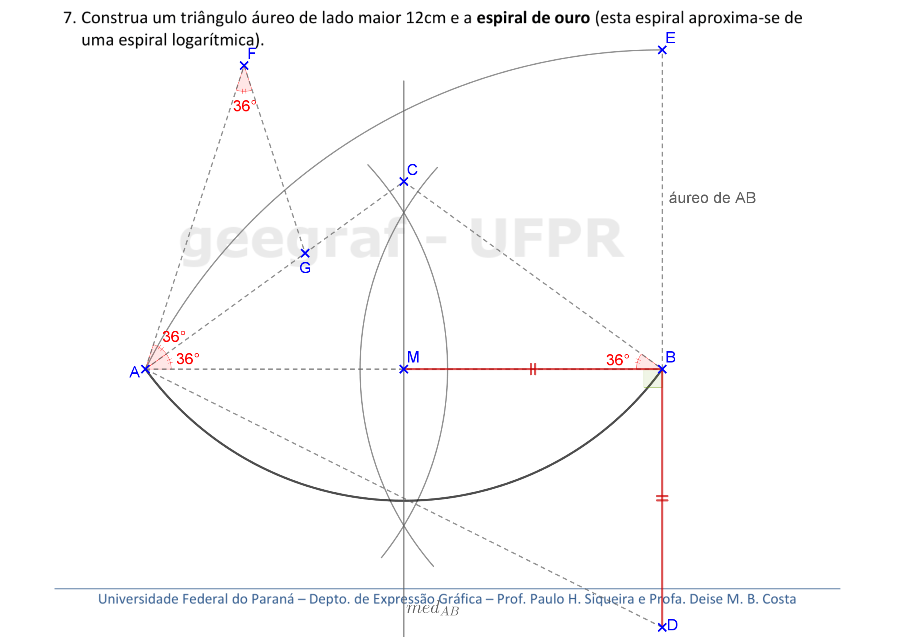 7. Construa um triângulo áureo de lado maior 12cm e a espiral de ouro (esta espiral aproxima-se de
uma espiral logarítmica).
E
F
36°
C
áureo de AB
geegraf - UFPR
G
36°
36°
A
M
36°
B
Universidade Federal do Paraná – Depto. de Expressão Gráfica – Prof. Paulo H. Siqueira e Profa. Deise M. B. Costa
med_AB
D